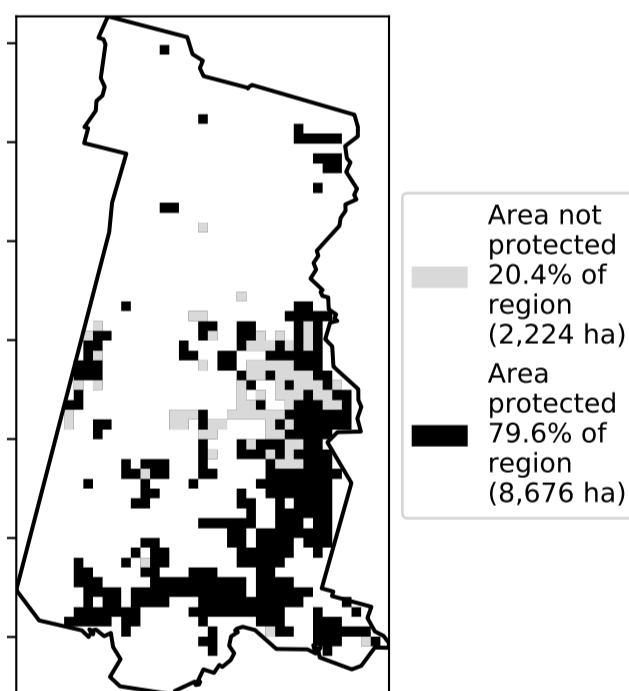 Area not
protected
20.4% of
region
(2,224 ha)
Area
protected
79.6% of
region
(8,676 ha)